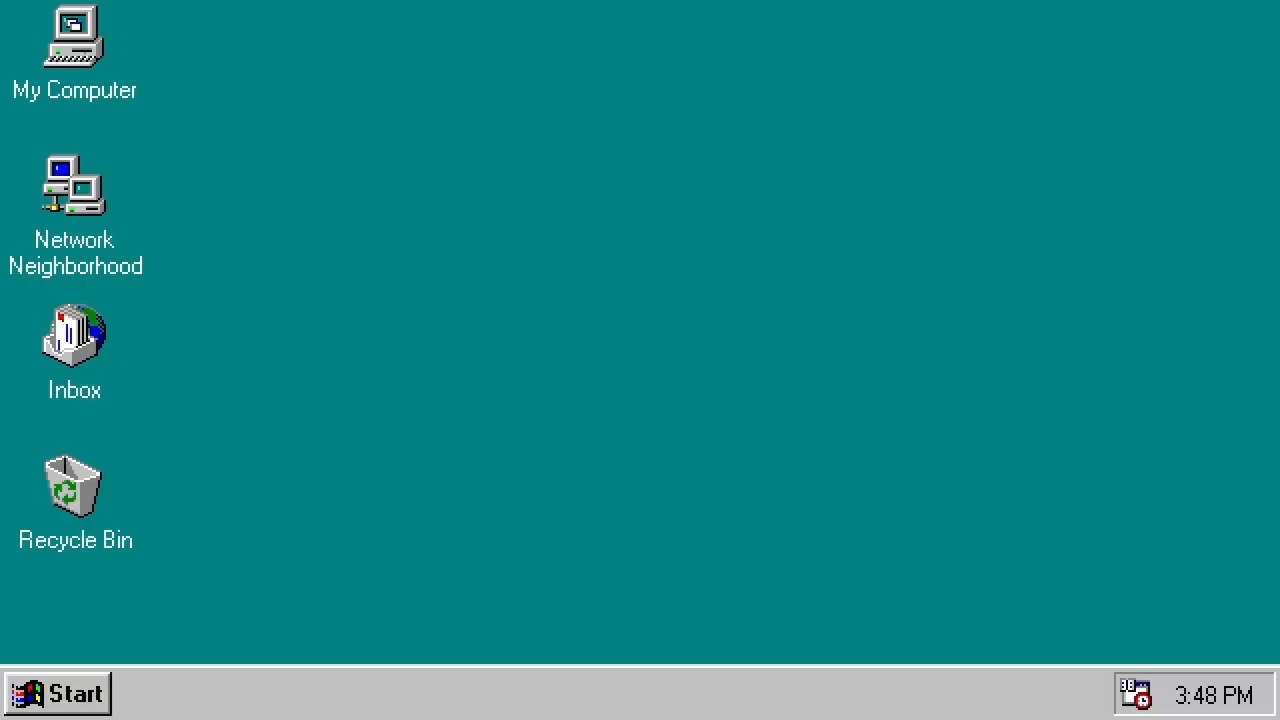 My Computer
Network
Neighborhood
Inbox
Recycle Bin
Start
3:48 PM